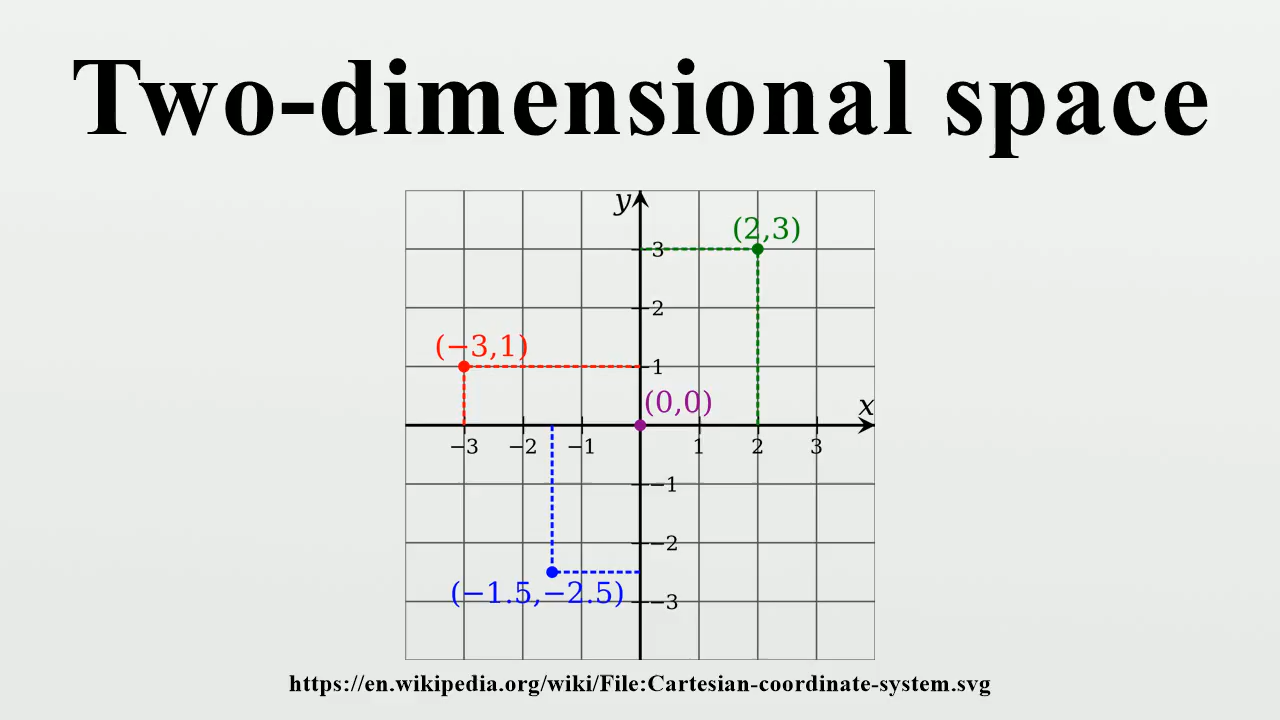 Two-dimensional space
y
(2,3)
3
2
(−3,1)
1
(0,0)
x
−3 −2 −1 1 2 3
−1
−2
(−1.5,−2.5)
−3
https://en.wikipedia.org/wiki/File:Cartesian-coordinate-system.svg